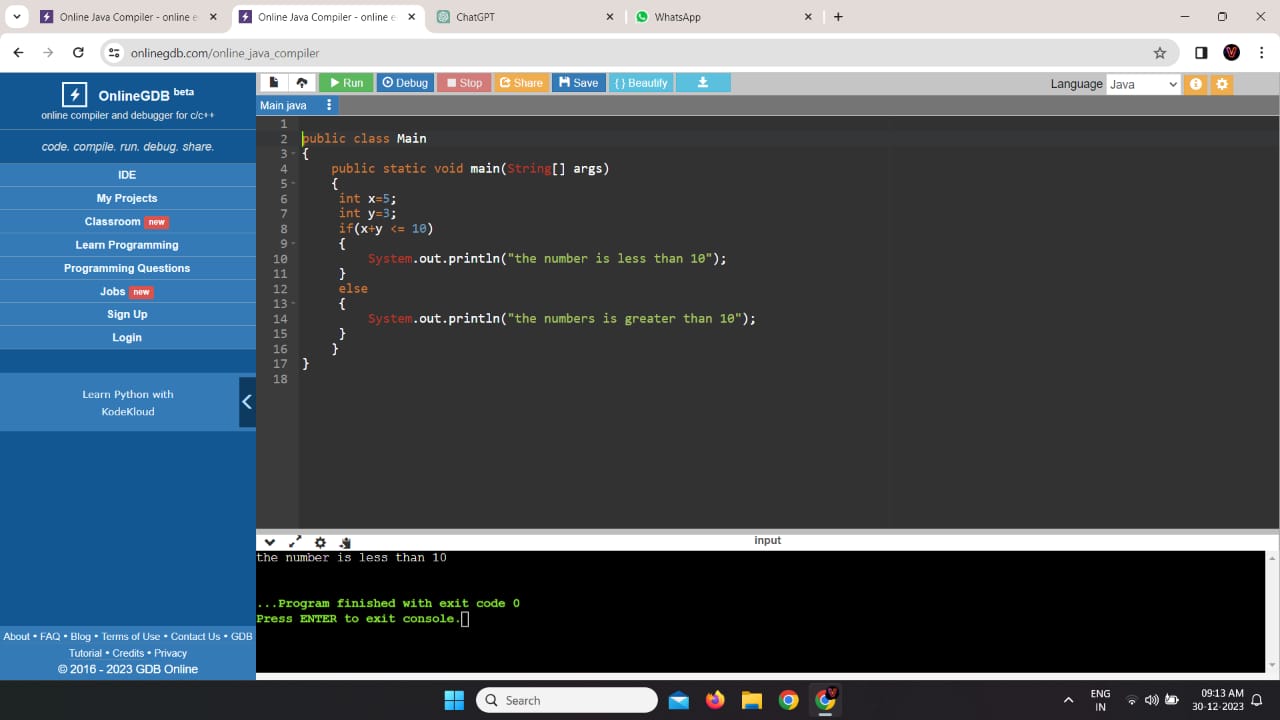 Online Java Compiler - online e
Online Java Compiler - online e
ChatGPT
WhatsApp
onlinegdb.com/online_java_compiler
OnlineGDB beta
online compiler and debugger for c/c++
code. compile. run. debug. share.
IDE
My Projects
Classroom new
Learn Programming
Programming Questions
Jobs new
Sign Up
Login
Learn Python with
KodeKloud
About • FAQ • Blog • Terms of Use • Contact Us • GDB
Tutorial • Credits • Privacy
© 2016 - 2023 GDB Online
Run Debug Stop Share Save { } Beautify
Language Java
Main.java
1
2 public class Main
3 {
4     public static void main(String[] args)
5     {
6      int x=5;
7      int y=3;
8      if(x+y <= 10)
9      {
10         System.out.println("the number is less than 10");
11     }
12     else
13     {
14         System.out.println("the numbers is greater than 10");
15     }
16    }
17 }
18
input
the number is less than 10
...Program finished with exit code 0
Press ENTER to exit console.
Search
ENG
IN
09:13 AM
30-12-2023